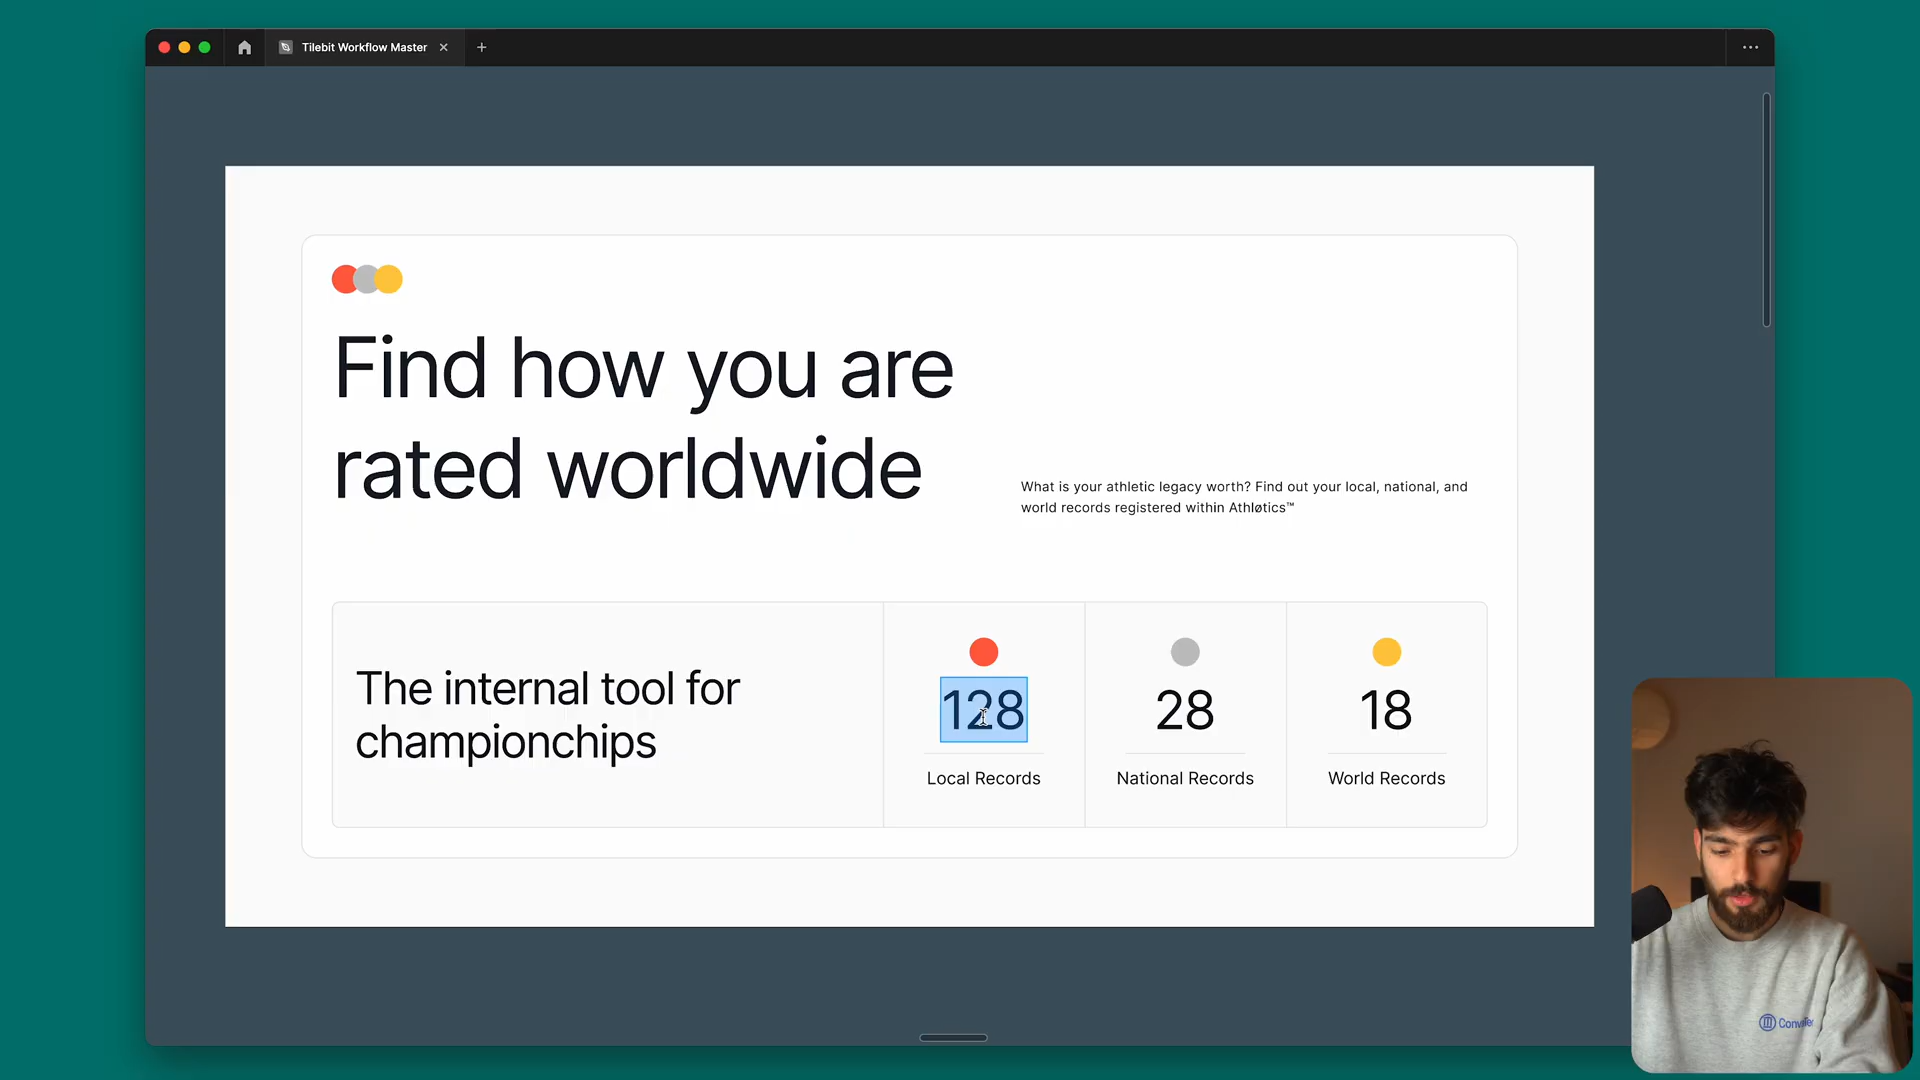 Tilebit Workflow Master
Find how you are
rated worldwide
What is your athletic legacy worth? Find out your local, national, and
world records registered within Athløtics™
The internal tool for
championchips
128
Local Records
28
National Records
18
World Records